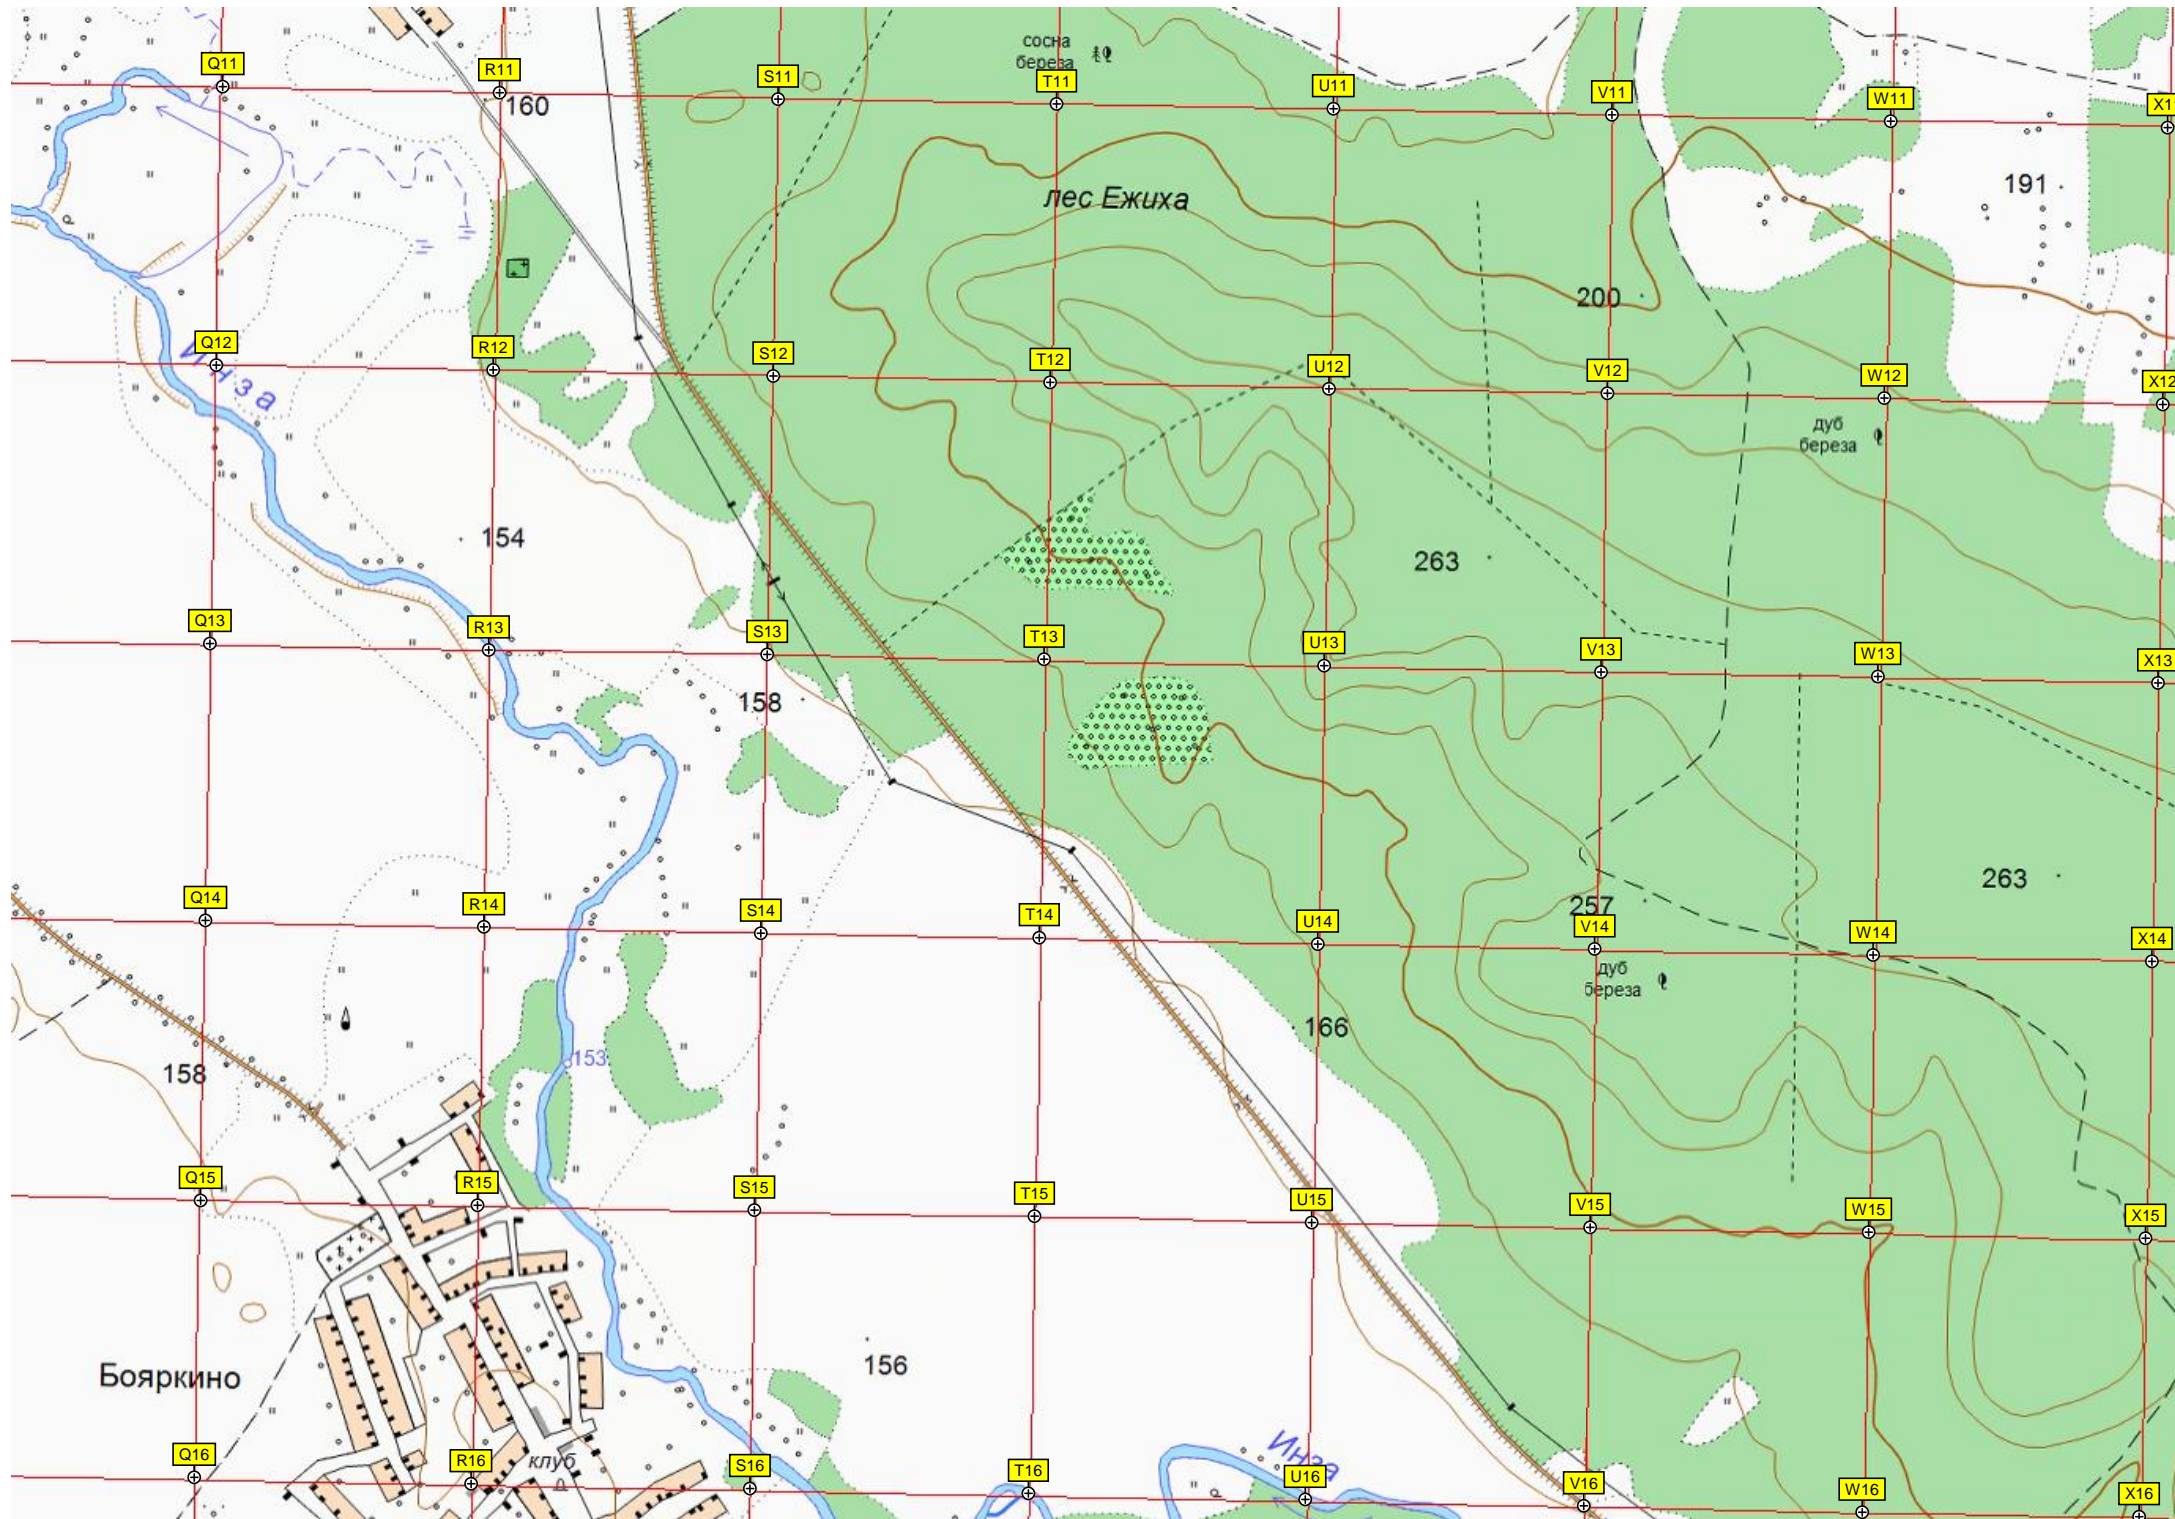 сосна
береза
Q11
R11
S11
T11
U11
V11
W11
X11
160
191
лес Ежиха
200
Q12
R12
S12
T12
U12
V12
W12
X12
Инза
дуб
береза
154
263
Q13
R13
S13
T13
U13
V13
W13
X13
158
263
257
Q14
R14
S14
T14
U14
V14
W14
X14
дуб
береза
166
153
158
Q15
R15
S15
T15
U15
V15
W15
X15
156
Бояркино
Инза
клуб
Q16
R16
S16
T16
U16
V16
W16
X16